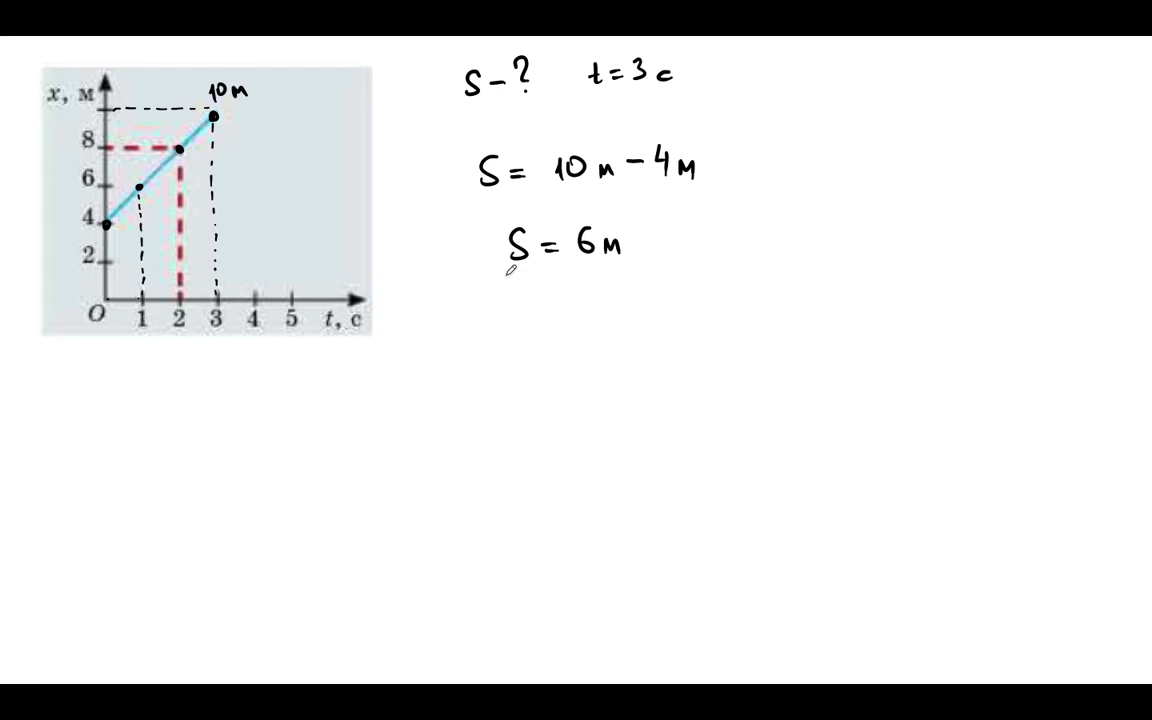 x, м
10 м
8
6
4
2
O 1 2 3 4 5 t, с
S - ? t = 3 c
S = 10 м - 4 м
S = 6 м